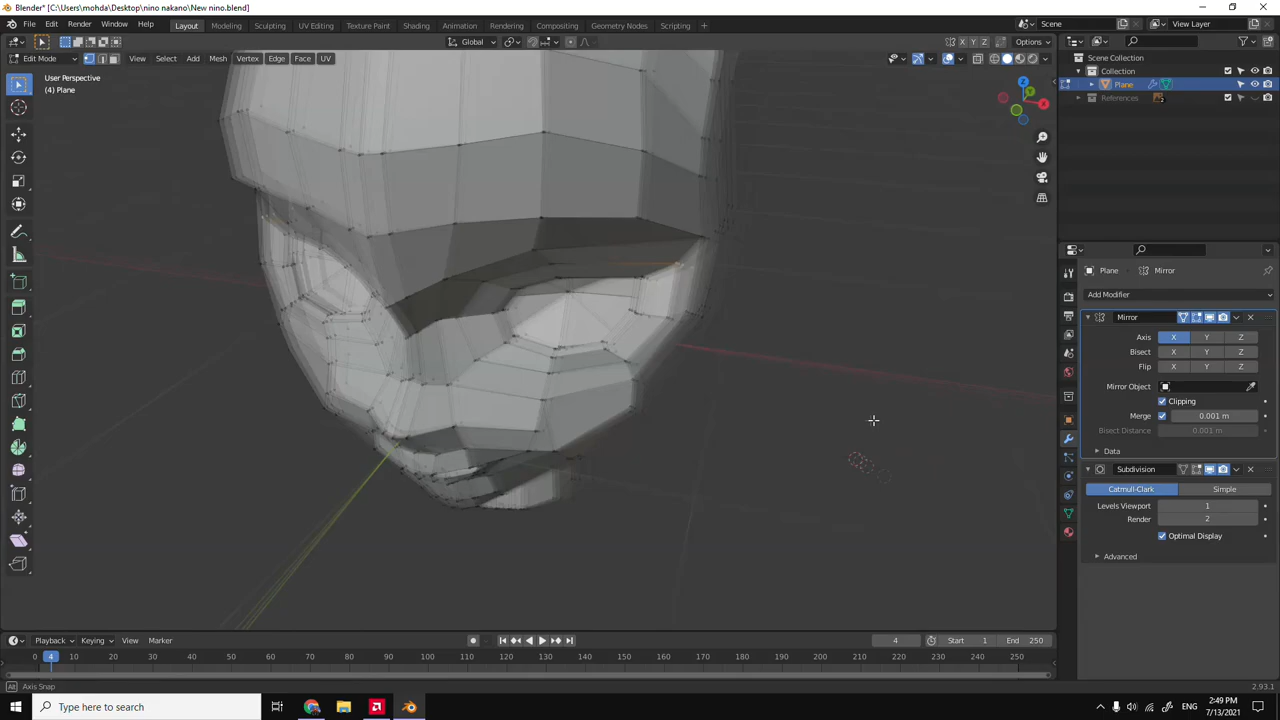 Blender* [C:\Users\mohda\Desktop\nino nakano\New nino.blend]
File Edit Render Window Help
Layout Modeling Sculpting UV Editing Texture Paint Shading Animation Rendering Compositing Geometry Nodes Scripting +
Scene View Layer
Global X Y Z Options
Edit Mode View Select Add Mesh Vertex Edge Face UV
User Perspective
(4) Plane
Z
Y
X
Scene Collection
Collection
Plane
References
Plane Mirror
Add Modifier
Mirror
Axis X Y Z
Bisect X Y Z
Flip X Y Z
Mirror Object
Clipping
Merge 0.001 m
Bisect Distance 0.001 m
Data
Subdivision
Catmull-Clark Simple
Levels Viewport 1
Render 2
Optimal Display
Advanced
Playback Keying View Marker 4 Start 1 End 250
0 4 10 20 30 40 50 60 70 80 90 100 110 120 130 140 150 160 170 180 190 200 210 220 230 240 250
Alt Axis Snap 2.93.1
Type here to search ENG 2:49 PM
7/13/2021